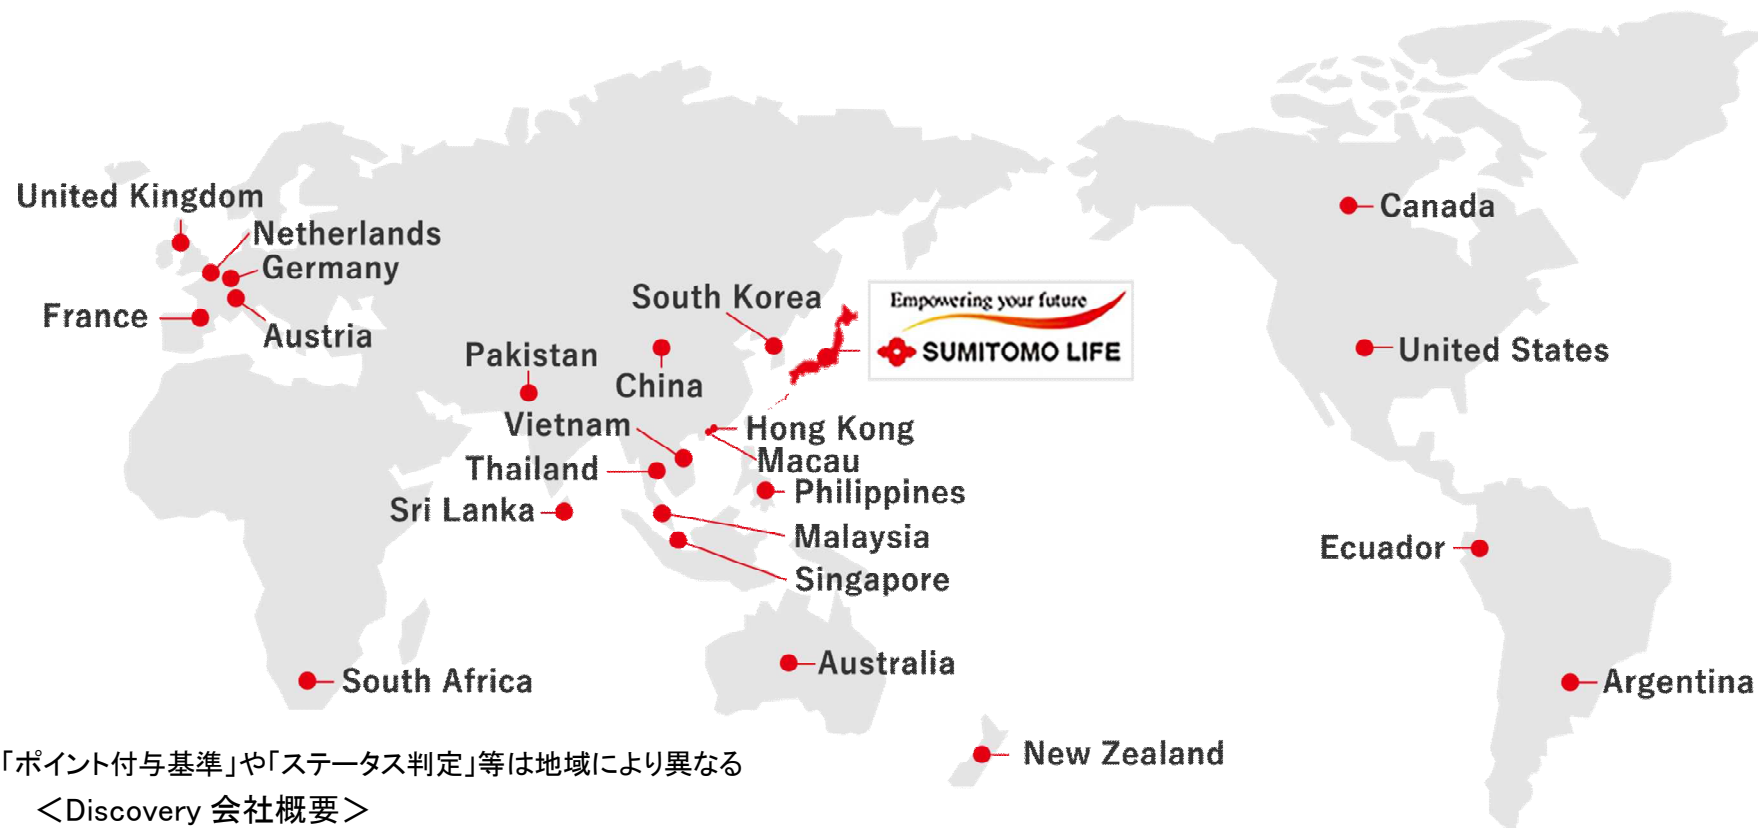 United Kingdom
Netherlands
Germany
France
Austria
Canada
South Korea
Empowering your future
SUMITOMO LIFE
United States
Pakistan
China
Vietnam
Hong Kong
Macau
Thailand
Philippines
Sri Lanka
Malaysia
Singapore
Ecuador
Australia
South Africa
Argentina
New Zealand
「ポイント付与基準」や「ステータス判定」等は地域により異なる
＜Discovery 会社概要＞